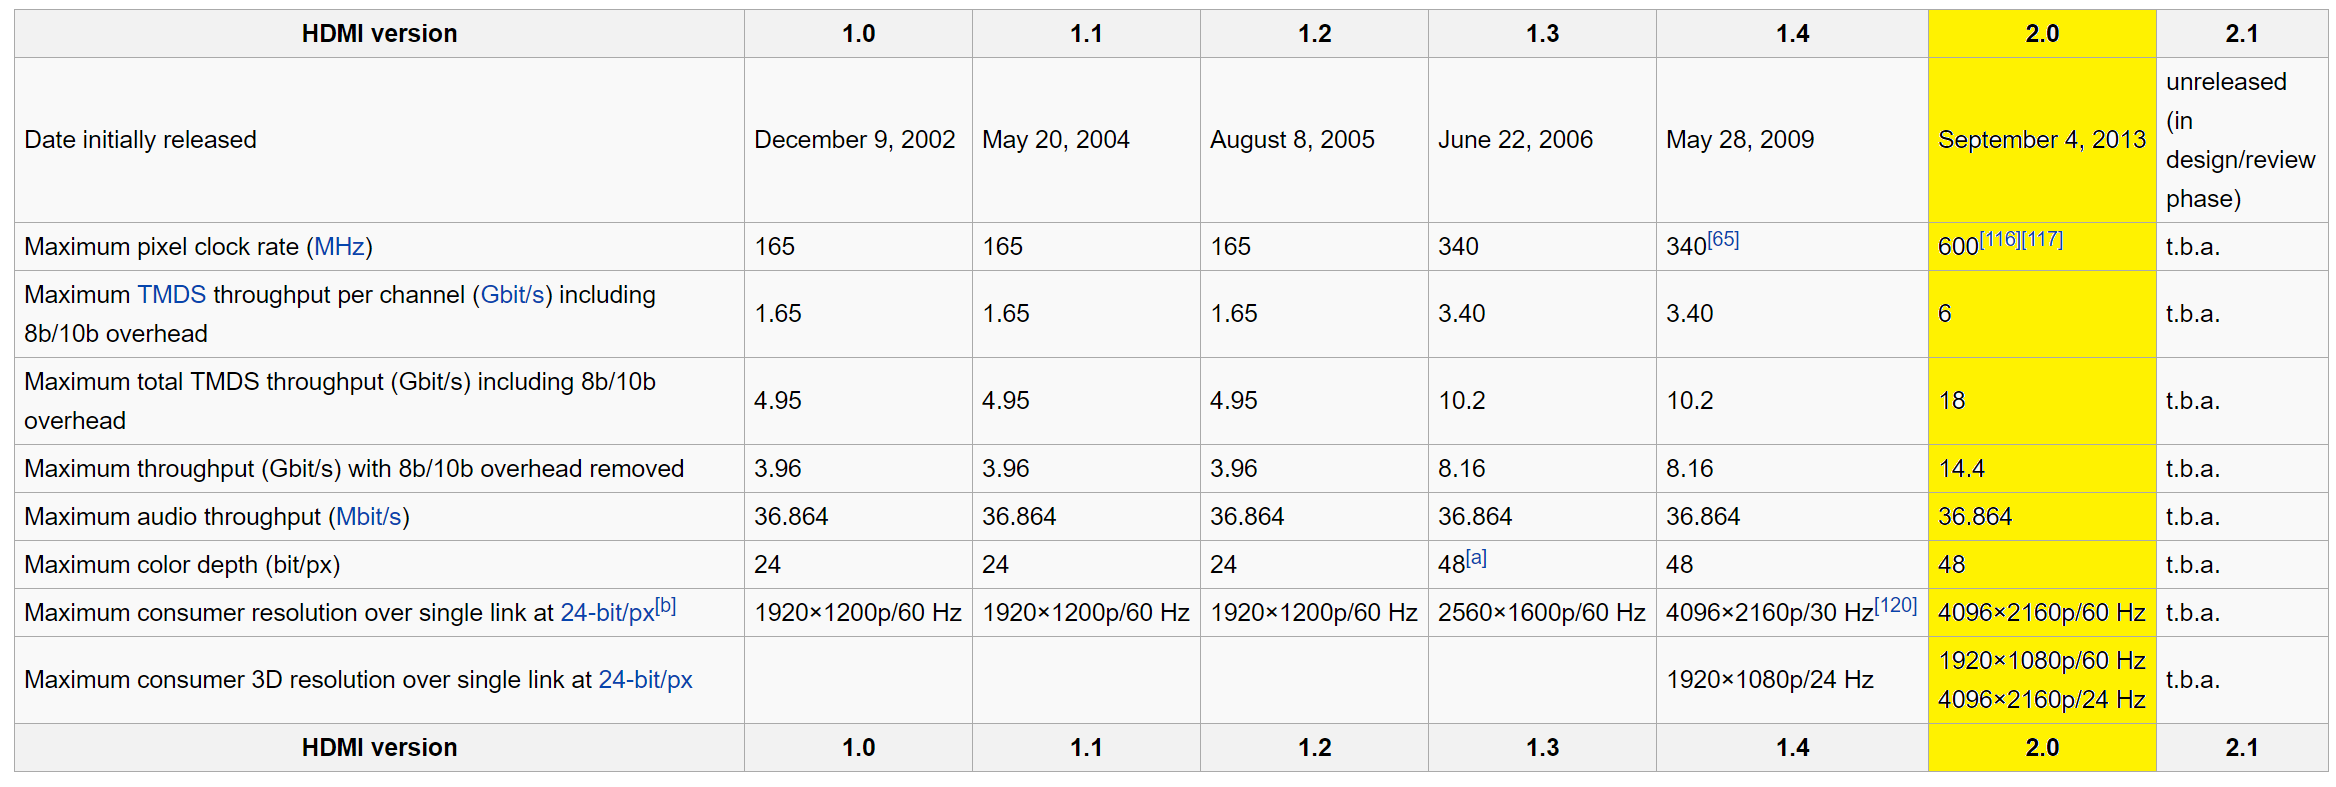 HDMI version 1.0 1.1 1.2 1.3 1.4 2.0 2.1
Date initially released December 9, 2002 May 20, 2004 August 8, 2005 June 22, 2006 May 28, 2009 September 4, 2013 unreleased
(in
design/review
phase)
Maximum pixel clock rate (MHz) 165 165 165 340 340[65] 600[116][117] t.b.a.
Maximum TMDS throughput per channel (Gbit/s) including
8b/10b overhead 1.65 1.65 1.65 3.40 3.40 6 t.b.a.
Maximum total TMDS throughput (Gbit/s) including 8b/10b
overhead 4.95 4.95 4.95 10.2 10.2 18 t.b.a.
Maximum throughput (Gbit/s) with 8b/10b overhead removed 3.96 3.96 3.96 8.16 8.16 14.4 t.b.a.
Maximum audio throughput (Mbit/s) 36.864 36.864 36.864 36.864 36.864 36.864 t.b.a.
Maximum color depth (bit/px) 24 24 24 48[a] 48 48 t.b.a.
Maximum consumer resolution over single link at 24-bit/px[b] 1920×1200p/60 Hz 1920×1200p/60 Hz 1920×1200p/60 Hz 2560×1600p/60 Hz 4096×2160p/30 Hz[120] 4096×2160p/60 Hz t.b.a.
Maximum consumer 3D resolution over single link at 24-bit/px 1920×1080p/24 Hz 1920×1080p/60 Hz
4096×2160p/24 Hz t.b.a.
HDMI version 1.0 1.1 1.2 1.3 1.4 2.0 2.1